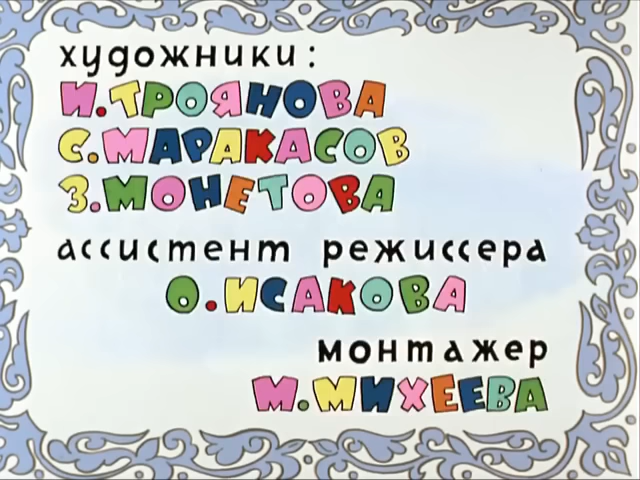 художники:
И.ТРОЯНОВА
С.МАРАКАСОВ
З.МОНЕТОВА
ассистент режиссера
О.ИСАКОВА
монтажер
М.МИХЕЕВА